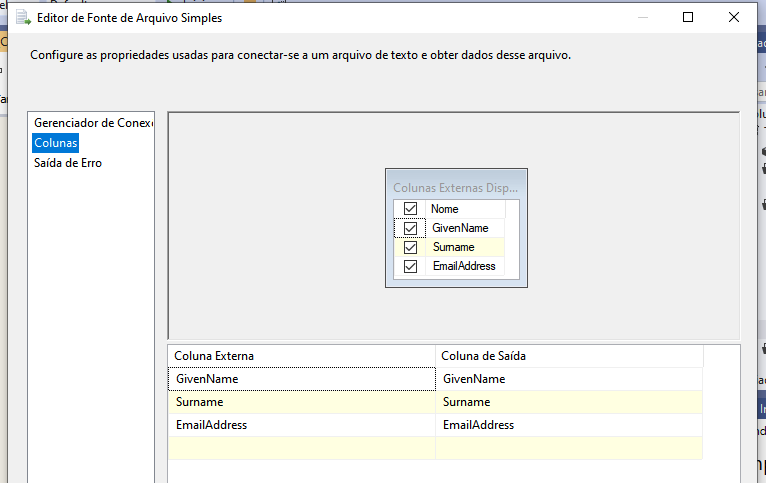 Editor de Fonte de Arquivo Simples
Configure as propriedades usadas para conectar-se a um arquivo de texto e obter dados desse arquivo.
Gerenciador de Conex
Colunas
Saída de Erro
Colunas Externas Disp...
Nome
GivenName
Surname
EmailAddress
Coluna Externa Coluna de Saída
GivenName GivenName
Surname Surname
EmailAddress EmailAddress